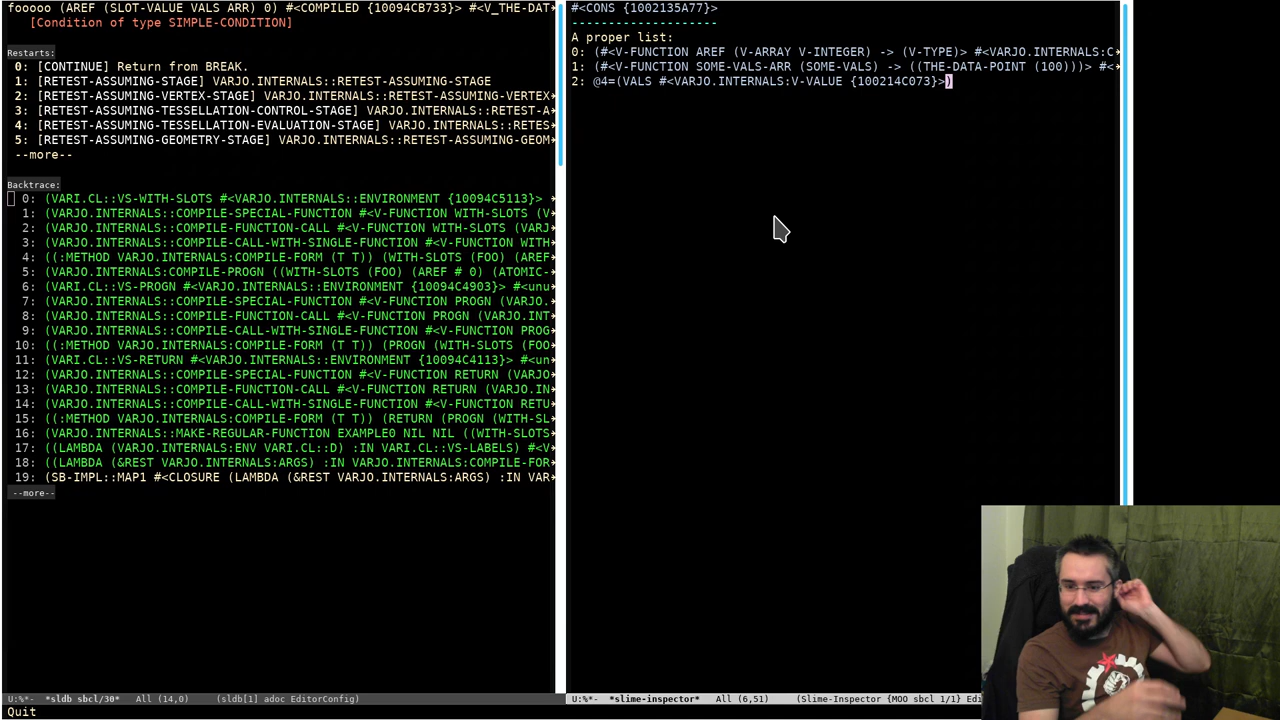 fooooo (AREF (SLOT-VALUE VALS ARR) 0) #<COMPILED {10094CB733}> #<V_THE-DAT
[Condition of type SIMPLE-CONDITION]
Restarts:
0: [CONTINUE] Return from BREAK.
1: [RETEST-ASSUMING-STAGE] VARJO.INTERNALS::RETEST-ASSUMING-STAGE
2: [RETEST-ASSUMING-VERTEX-STAGE] VARJO.INTERNALS::RETEST-ASSUMING-VERTEX
3: [RETEST-ASSUMING-TESSELLATION-CONTROL-STAGE] VARJO.INTERNALS::RETEST-A
4: [RETEST-ASSUMING-TESSELLATION-EVALUATION-STAGE] VARJO.INTERNALS::RETES
5: [RETEST-ASSUMING-GEOMETRY-STAGE] VARJO.INTERNALS::RETEST-ASSUMING-GEOM
--more--
Backtrace:
0: (VARI.CL::VS-WITH-SLOTS #<VARJO.INTERNALS::ENVIRONMENT {10094C5113}>
1: (VARJO.INTERNALS::COMPILE-SPECIAL-FUNCTION #<V-FUNCTION WITH-SLOTS (V
2: (VARJO.INTERNALS::COMPILE-FUNCTION-CALL #<V-FUNCTION WITH-SLOTS (VARJ
3: (VARJO.INTERNALS::COMPILE-CALL-WITH-SINGLE-FUNCTION #<V-FUNCTION WITH
4: ((:METHOD VARJO.INTERNALS:COMPILE-FORM (T T)) (WITH-SLOTS (FOO) (AREF
5: (VARJO.INTERNALS:COMPILE-PROGN ((WITH-SLOTS (FOO) (AREF # 0) (ATOMIC-
6: (VARI.CL::VS-PROGN #<VARJO.INTERNALS::ENVIRONMENT {10094C4903}> #<unu
7: (VARJO.INTERNALS::COMPILE-SPECIAL-FUNCTION #<V-FUNCTION PROGN (VARJO.
8: (VARJO.INTERNALS::COMPILE-FUNCTION-CALL #<V-FUNCTION PROGN (VARJO.INT
9: (VARJO.INTERNALS::COMPILE-CALL-WITH-SINGLE-FUNCTION #<V-FUNCTION PROG
10: ((:METHOD VARJO.INTERNALS:COMPILE-FORM (T T)) (PROGN (WITH-SLOTS (FOO
11: (VARI.CL::VS-RETURN #<VARJO.INTERNALS::ENVIRONMENT {10094C4113}> #<un
12: (VARJO.INTERNALS::COMPILE-SPECIAL-FUNCTION #<V-FUNCTION RETURN (VARJO
13: (VARJO.INTERNALS::COMPILE-FUNCTION-CALL #<V-FUNCTION RETURN (VARJO.IN
14: (VARJO.INTERNALS::COMPILE-CALL-WITH-SINGLE-FUNCTION #<V-FUNCTION RETU
15: ((:METHOD VARJO.INTERNALS:COMPILE-FORM (T T)) (RETURN (PROGN (WITH-SL
16: (VARJO.INTERNALS::MAKE-REGULAR-FUNCTION EXAMPLE0 NIL NIL ((WITH-SLOTS
17: ((LAMBDA (VARJO.INTERNALS:ENV VARI.CL::D) :IN VARI.CL::VS-LABELS) #<V
18: ((LAMBDA (&REST VARJO.INTERNALS:ARGS) :IN VARJO.INTERNALS:COMPILE-FOR
19: (SB-IMPL::MAP1 #<CLOSURE (LAMBDA (&REST VARJO.INTERNALS:ARGS) :IN VAR
--more--
U:%*- *sldb sbcl/30* All (14,0) (sldb[1] adoc EditorConfig)
Quit
#<CONS {1002135A77}>
--------------------
A proper list:
0: (#<V-FUNCTION AREF (V-ARRAY V-INTEGER) -> (V-TYPE)> #<VARJO.INTERNALS:C
1: (#<V-FUNCTION SOME-VALS-ARR (SOME-VALS) -> ((THE-DATA-POINT (100)))> #<
2: @4=(VALS #<VARJO.INTERNALS:V-VALUE {100214C073}>)
U:%*- *slime-inspector* All (6,51) (Slime-Inspector {MOO sbcl 1/1} Edi